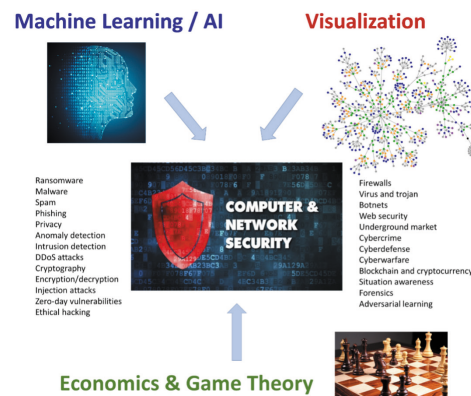 Machine Learning / AI
Visualization
Ransomware
Malware
Spam
Phishing
Privacy
Anomaly detection
Intrusion detection
DDoS attacks
Cryptography
Encryption/decryption
Injection attacks
Zero-day vulnerabilities
Ethical hacking
COMPUTER &
NETWORK
SECURITY
Firewalls
Virus and trojan
Botnets
Web security
Underground market
Cybercrime
Cyberdefense
Cyberwarfare
Blockchain and cryptocurrency
Situation awareness
Forensics
Adversarial learning
Economics & Game Theory